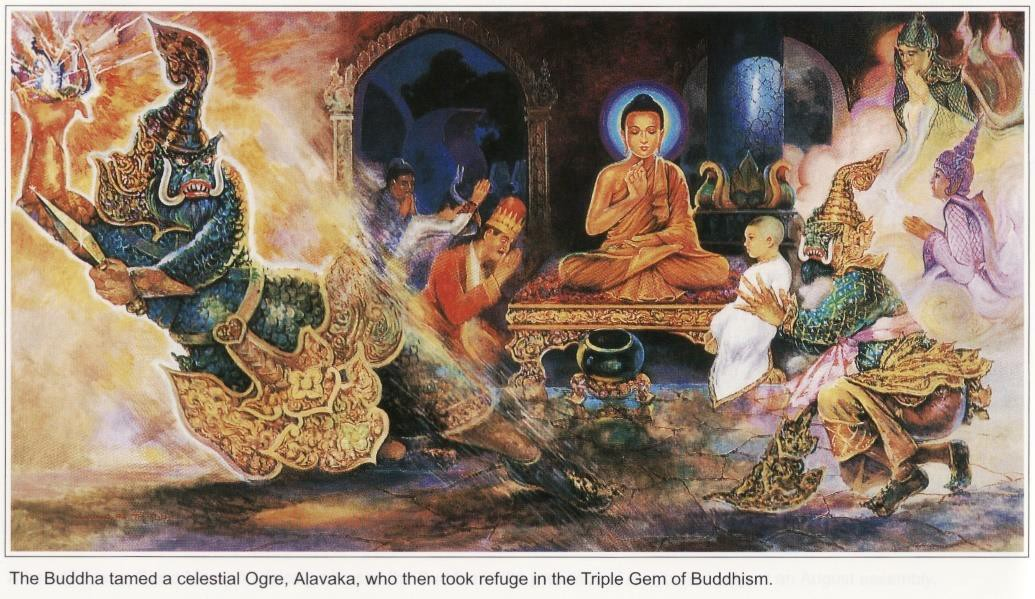 The Buddha tamed a celestial Ogre, Alavaka, who then took refuge in the Triple Gem of Buddhism.